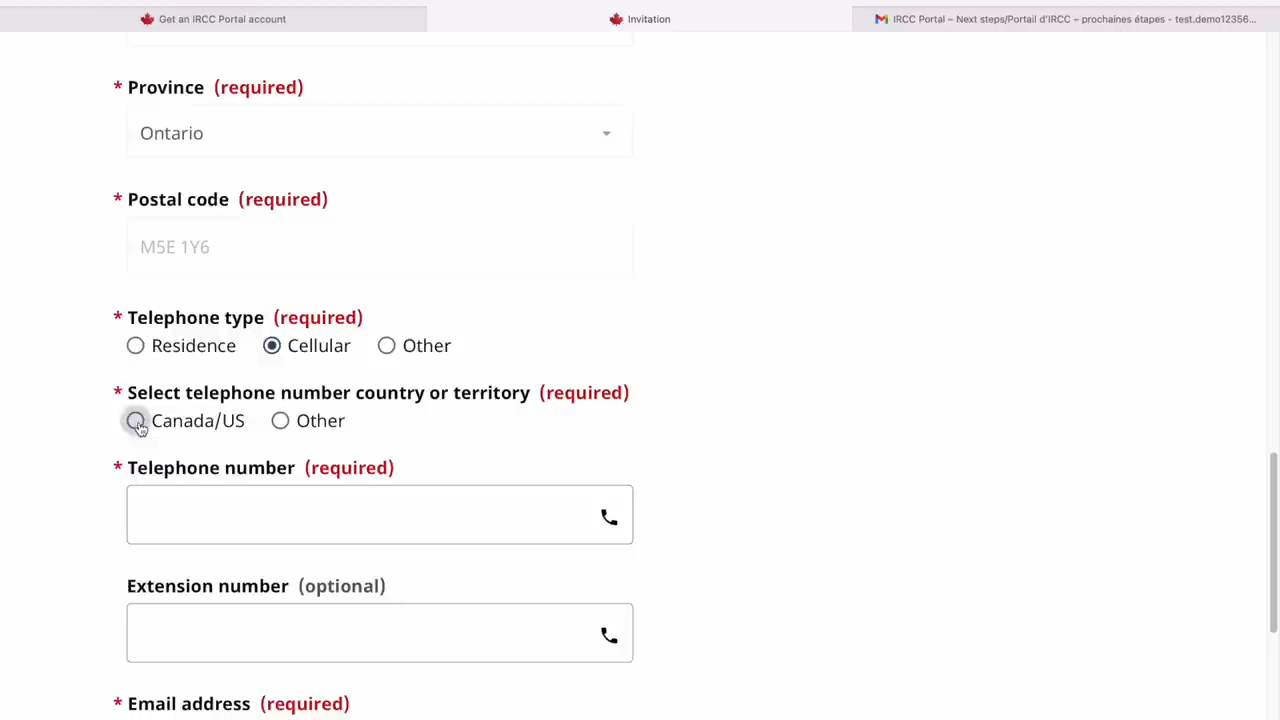 Get an IRCC Portal account
Invitation
IRCC Portal – Next steps/Portail d'IRCC – prochaines étapes - test.demo12356...
* Province (required)
Ontario
* Postal code (required)
M5E 1Y6
* Telephone type (required)
Residence Cellular Other
* Select telephone number country or territory (required)
Canada/US Other
* Telephone number (required)
Extension number (optional)
* Email address (required)